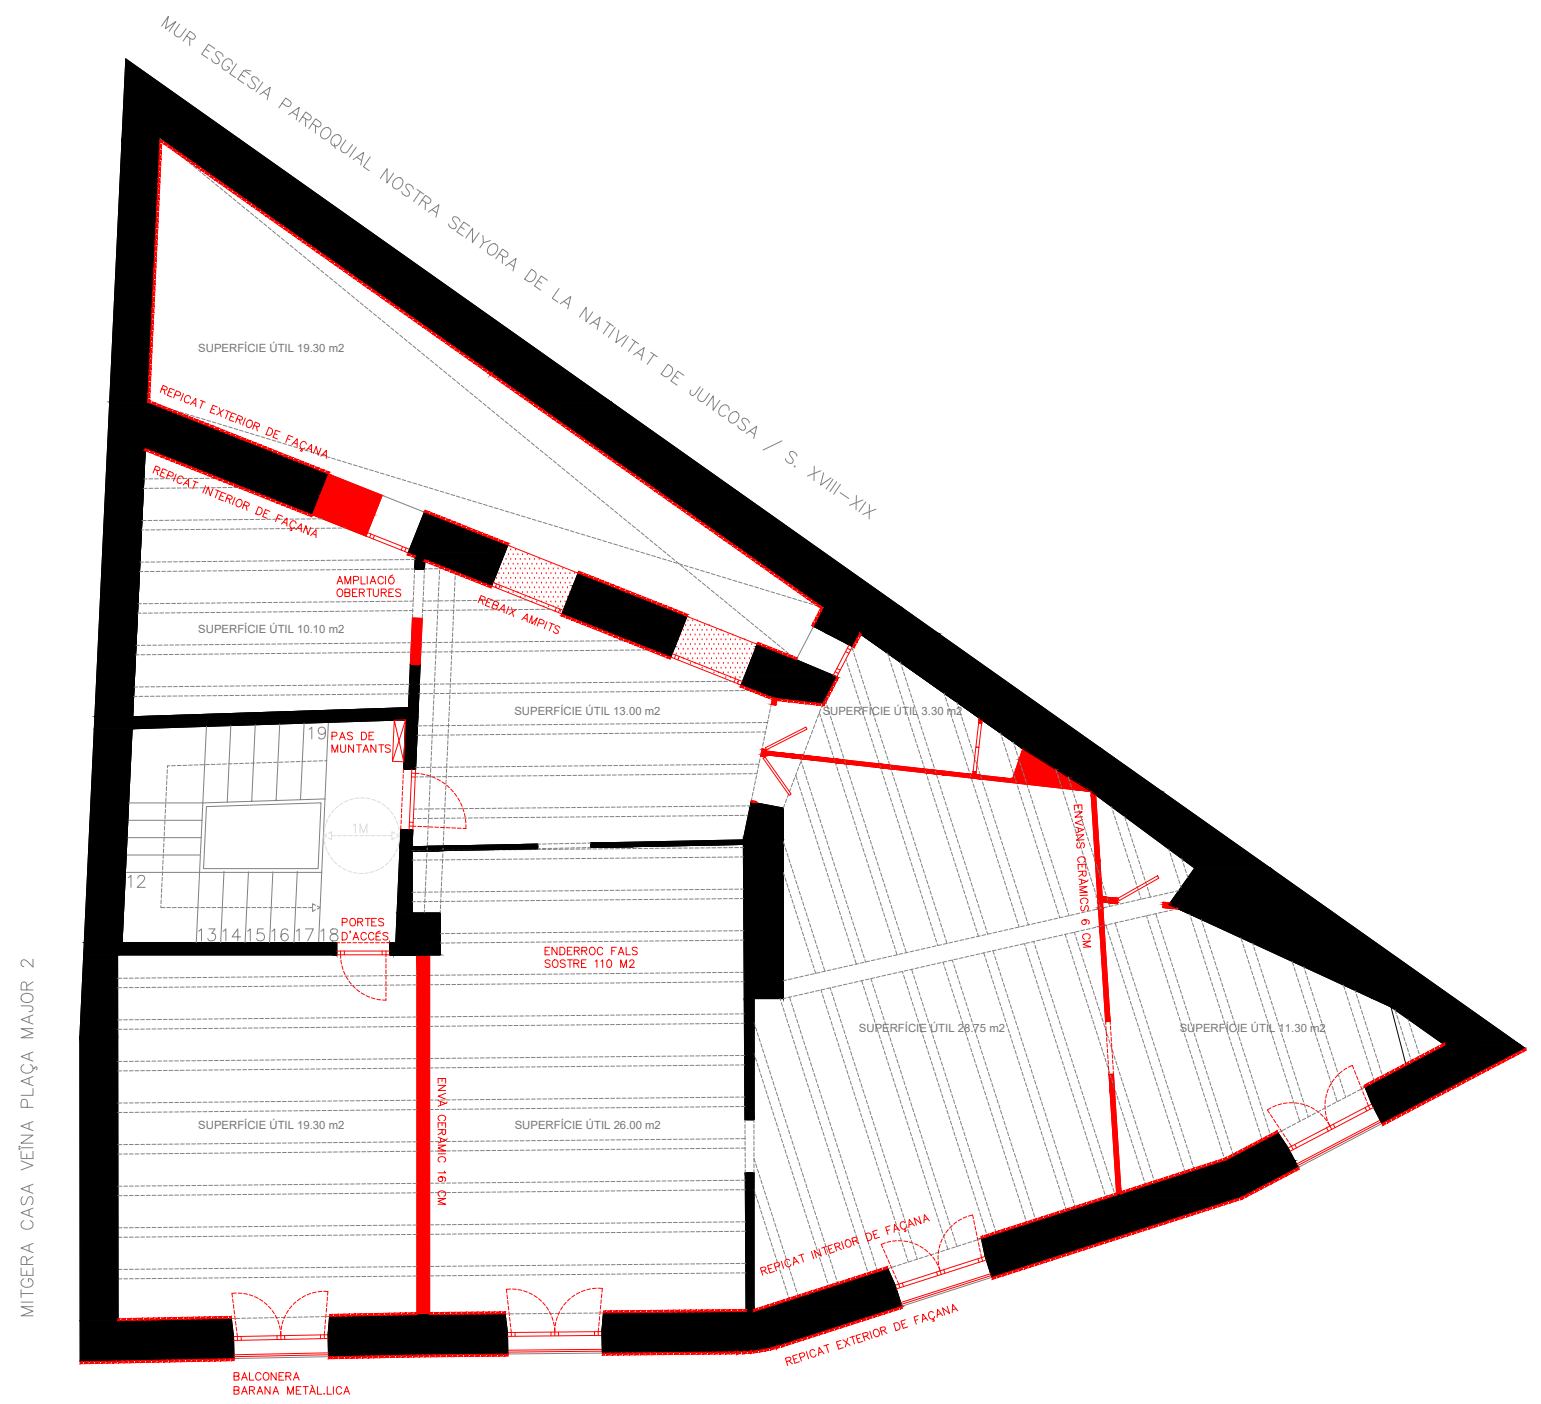 MUR ESGLÉSIA PARROQUIAL NOSTRA SENYORA DE LA NATIVITAT DE JUNCOSA / S. XVIII-XIX
SUPERFÍCIE ÚTIL 19.30 m2
REPICAT EXTERIOR DE FAÇANA
REPICAT INTERIOR DE FAÇANA
AMPLIACIÓ
OBERTURES
REBAIX AMPITS
SUPERFÍCIE ÚTIL 10.10 m2
SUPERFÍCIE ÚTIL 13.00 m2
SUPERFÍCIE ÚTIL 3.30 m2
19
PAS DE
MUNTANTS
1M
12
13 14 15 16 17 18
PORTES
D'ACCÉS
ENVANS CERÀMICS 6 CM
ENDERROC FALS
SOSTRE 110 M2
MITGERA CASA VEÏNA PLAÇA MAJOR 2
SUPERFÍCIE ÚTIL 28.75 m2
SUPERFÍCIE ÚTIL 11.30 m2
SUPERFÍCIE ÚTIL 19.30 m2
ENVÀ CERÀMIC 16 CM
SUPERFÍCIE ÚTIL 26.00 m2
REPICAT INTERIOR DE FAÇANA
REPICAT EXTERIOR DE FAÇANA
BALCONERA
BARANA METÀL.LICA